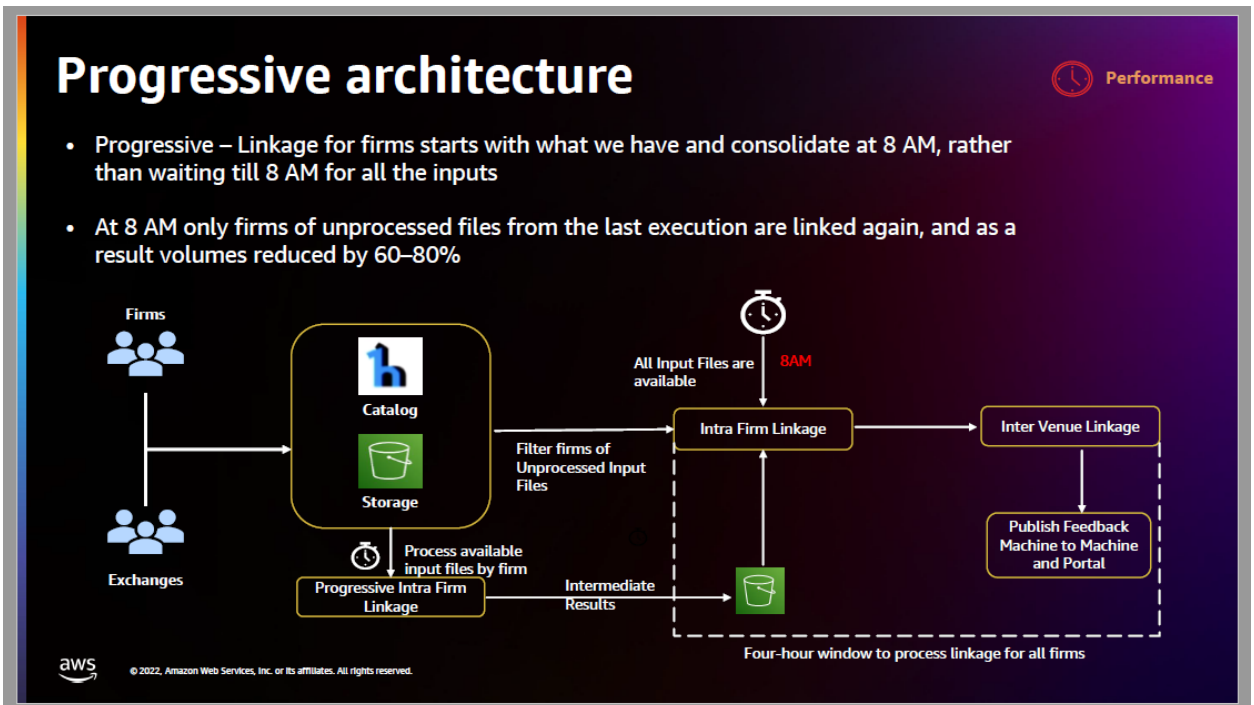 Progressive architecture
Performance
• Progressive – Linkage for firms starts with what we have and consolidate at 8 AM, rather
than waiting till 8 AM for all the inputs
• At 8 AM only firms of unprocessed files from the last execution are linked again, and as a
result volumes reduced by 60–80%
Firms
Catalog
Storage
Exchanges
Process available
input files by firm
Progressive Intra Firm
Linkage
Filter firms of
Unprocessed Input
Files
Intermediate
Results
All Input Files are
available
8AM
Intra Firm Linkage
Inter Venue Linkage
Publish Feedback
Machine to Machine
and Portal
Four-hour window to process linkage for all firms
aws
© 2022, Amazon Web Services, Inc. or its affiliates. All rights reserved.